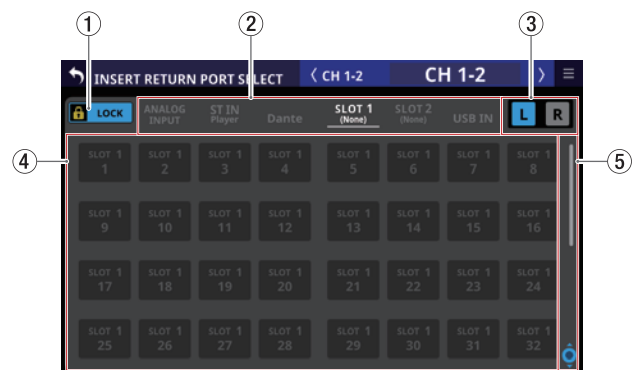 1 2 3
INSERT RETURN PORT SELECT CH 1-2 CH 1-2
LOCK ANALOG INPUT ST IN Player Dante SLOT 1 (None) SLOT 2 (None) USB IN L R
4 5
SLOT 1 SLOT 1 SLOT 1 SLOT 1 SLOT 1 SLOT 1 SLOT 1 SLOT 1
1 2 3 4 5 6 7 8
SLOT 1 SLOT 1 SLOT 1 SLOT 1 SLOT 1 SLOT 1 SLOT 1 SLOT 1
9 10 11 12 13 14 15 16
SLOT 1 SLOT 1 SLOT 1 SLOT 1 SLOT 1 SLOT 1 SLOT 1 SLOT 1
17 18 19 20 21 22 23 24
SLOT 1 SLOT 1 SLOT 1 SLOT 1 SLOT 1 SLOT 1 SLOT 1 SLOT 1
25 26 27 28 29 30 31 32